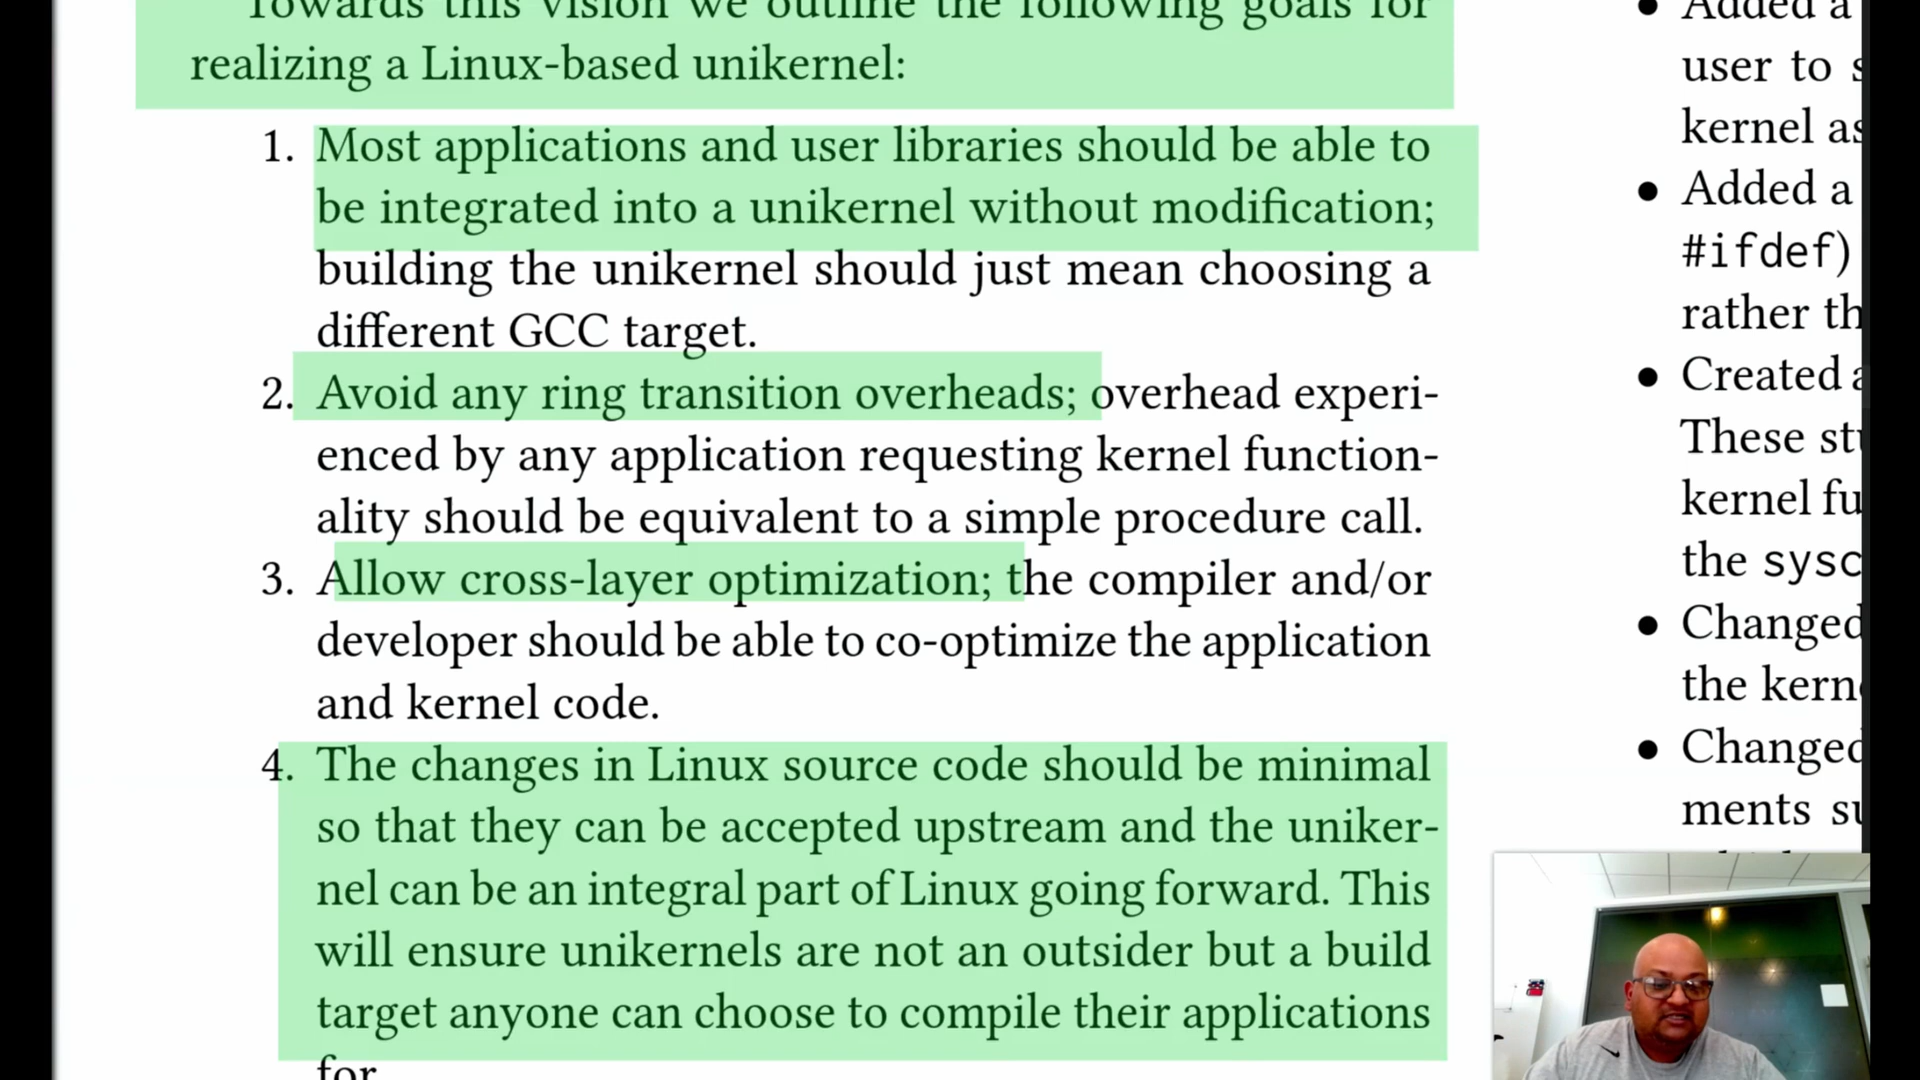 Towards this vision we outline the following goals for
realizing a Linux-based unikernel:
1. Most applications and user libraries should be able to
be integrated into a unikernel without modification;
building the unikernel should just mean choosing a
different GCC target.
2. Avoid any ring transition overheads; overhead experi-
enced by any application requesting kernel function-
ality should be equivalent to a simple procedure call.
3. Allow cross-layer optimization; the compiler and/or
developer should be able to co-optimize the application
and kernel code.
4. The changes in Linux source code should be minimal
so that they can be accepted upstream and the uniker-
nel can be an integral part of Linux going forward. This
will ensure unikernels are not an outsider but a build
target anyone can choose to compile their applications
for
• Added a
user to
kernel as
• Added a
#ifdef)
rather th
• Created
These stu
kernel fu
the sysc
• Changed
the kern
• Changed
ments su